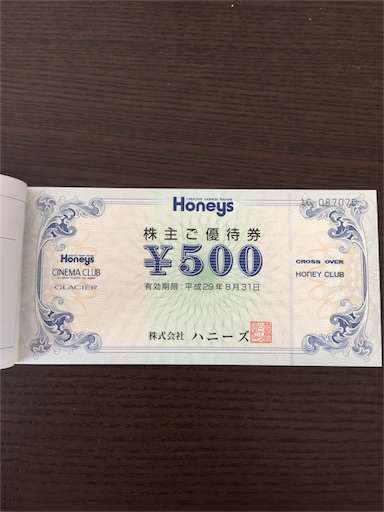 Honeys
16 087075
株主ご優待券
¥500
有効期限:平成29年8月31日
Honeys
CINEMA CLUB
GLACIER
CROSS OVER
HONEY CLUB
株式会社 ハニーズ